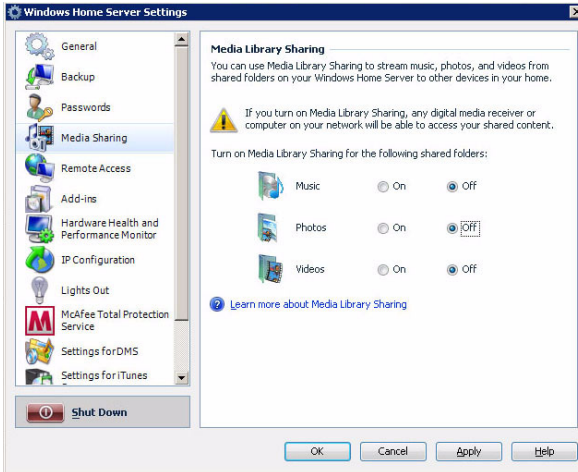 Windows Home Server Settings
General
Backup
Passwords
Media Sharing
Remote Access
Add-ins
Hardware Health and
Performance Monitor
IP Configuration
Lights Out
McAfee Total Protection
Service
Settings forDMS
Settings for iTunes
Shut Down
Media Library Sharing
You can use Media Library Sharing to stream music, photos, and videos from
shared folders on your Windows Home Server to other devices in your home.
If you turn on Media Library Sharing, any digital media receiver or
computer on your network will be able to access your shared content.
Turn on Media Library Sharing for the following shared folders:
Music On Off
Photos On Off
Videos On Off
Learn more about Media Library Sharing
OK Cancel Apply Help